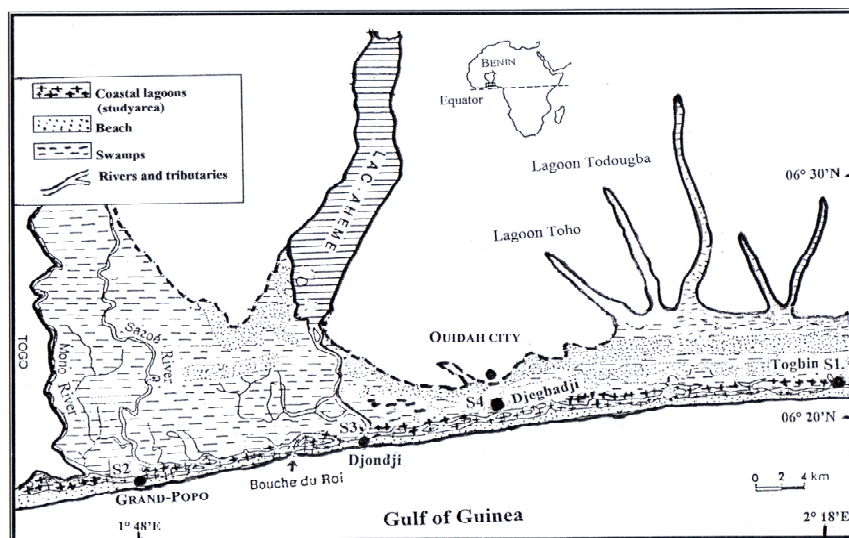 Coastal lagoons
(studyarea)
Beach
Swamps
Rivers and tributaries
BENIN
Equator
LAC AHEME
Lagoon Todougba
06° 30'N
Lagoon Toho
TOGO
Mono River
Sazoé River
OUIDAH CITY
Togbin S1
S4 Djegbadji
06° 20'N
S3
Djondji
S2
GRAND-POPO
Bouche du Roi
0 2 4 km
1° 48'E
Gulf of Guinea
2° 18'E